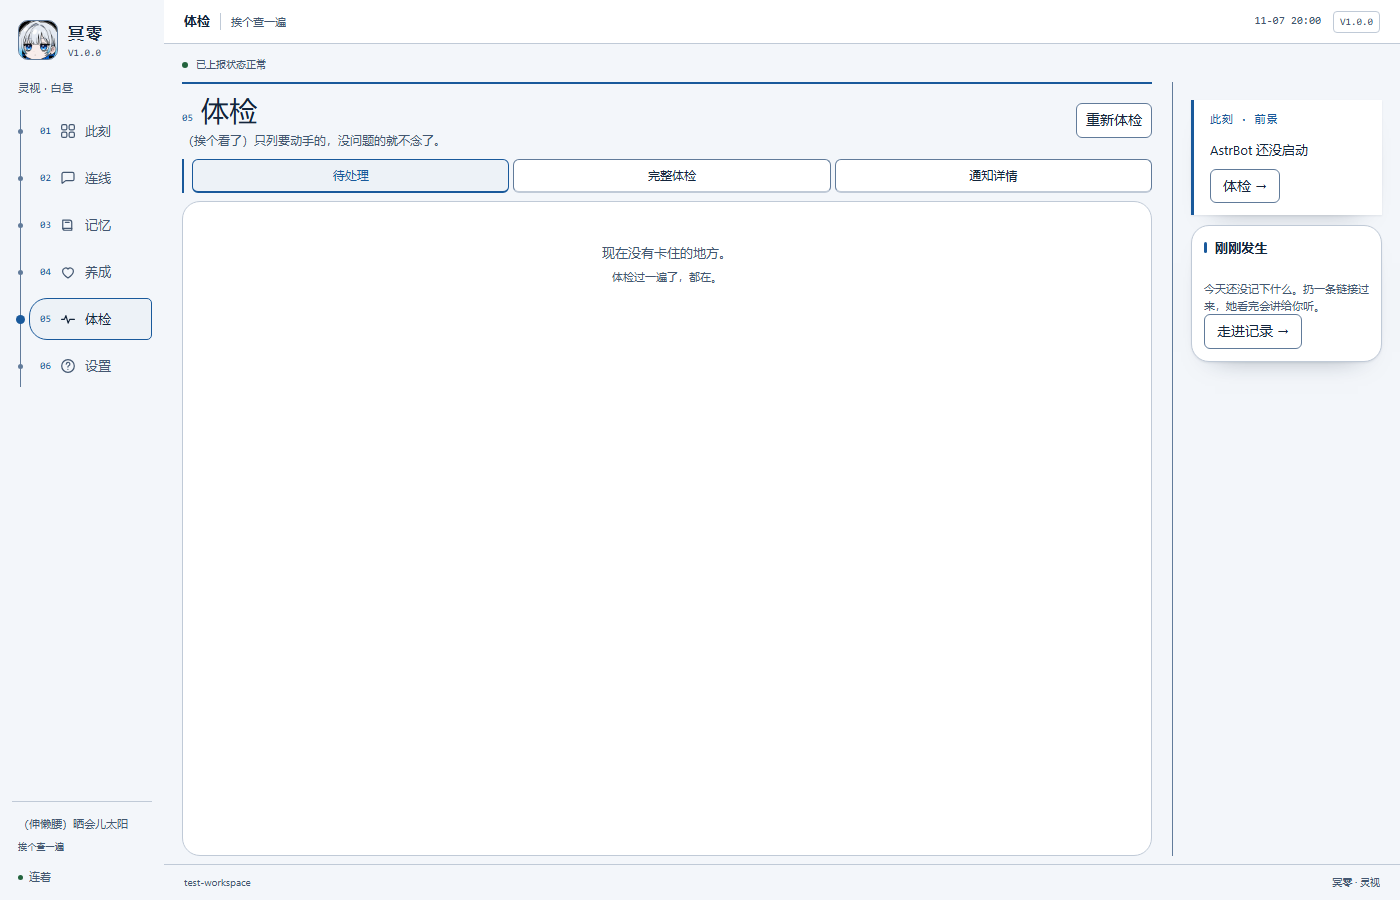 冥零
V1.0.0
灵视 · 白昼
01 此刻
02 连线
03 记忆
04 养成
05 体检
06 设置
（伸懒腰）晒会儿太阳
挨个查一遍
连着
体检 挨个查一遍
11-07 20:00 V1.0.0
已上报状态正常
05 体检
（挨个看了）只列要动手的，没问题的就不念了。
重新体检
待处理 完整体检 通知详情
现在没有卡住的地方。
体检过一遍了，都在。
此刻 · 前景
AstrBot 还没启动
体检 →
刚刚发生
今天还没记下什么。扔一条链接过
来，她看完会讲给你听。
走进记录 →
test-workspace
冥零 · 灵视